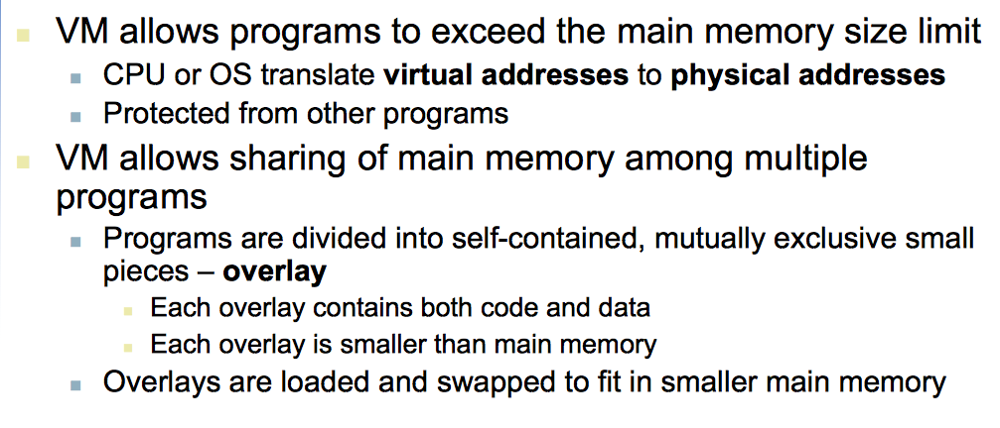 VM allows programs to exceed the main memory size limit
CPU or OS translate virtual addresses to physical addresses
Protected from other programs
VM allows sharing of main memory among multiple
programs
Programs are divided into self-contained, mutually exclusive small
pieces – overlay
Each overlay contains both code and data
Each overlay is smaller than main memory
Overlays are loaded and swapped to fit in smaller main memory